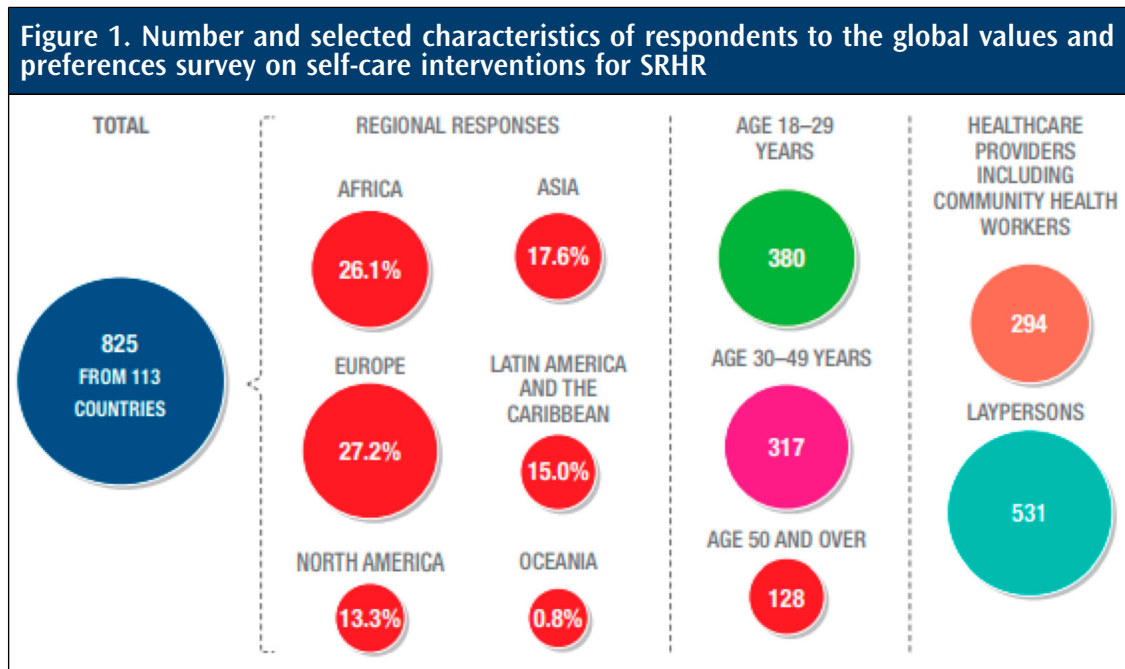 Figure 1. Number and selected characteristics of respondents to the global values and
preferences survey on self-care interventions for SRHR
TOTAL
825
FROM 113
COUNTRIES
REGIONAL RESPONSES
AFRICA
26.1%
ASIA
17.6%
EUROPE
27.2%
LATIN AMERICA
AND THE
CARIBBEAN
15.0%
NORTH AMERICA
13.3%
OCEANIA
0.8%
AGE 18–29
YEARS
380
AGE 30–49 YEARS
317
AGE 50 AND OVER
128
HEALTHCARE
PROVIDERS
INCLUDING
COMMUNITY HEALTH
WORKERS
294
LAYPERSONS
531